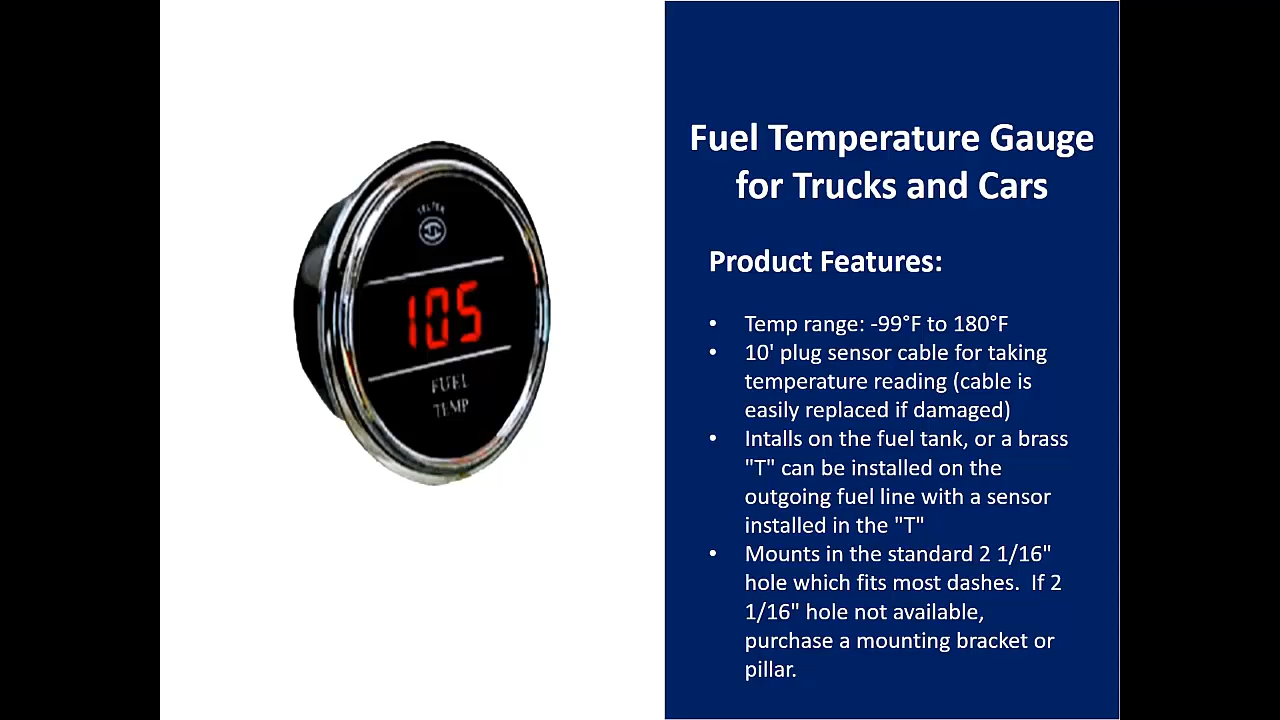 Fuel Temperature Gauge
for Trucks and Cars
Product Features:
• Temp range: -99°F to 180°F
• 10' plug sensor cable for taking
temperature reading (cable is
easily replaced if damaged)
• Intalls on the fuel tank, or a brass
"T" can be installed on the
outgoing fuel line with a sensor
installed in the "T"
• Mounts in the standard 2 1/16"
hole which fits most dashes.  If 2
1/16" hole not available,
purchase a mounting bracket or
pillar.
TELTEK
105
FUEL
TEMP